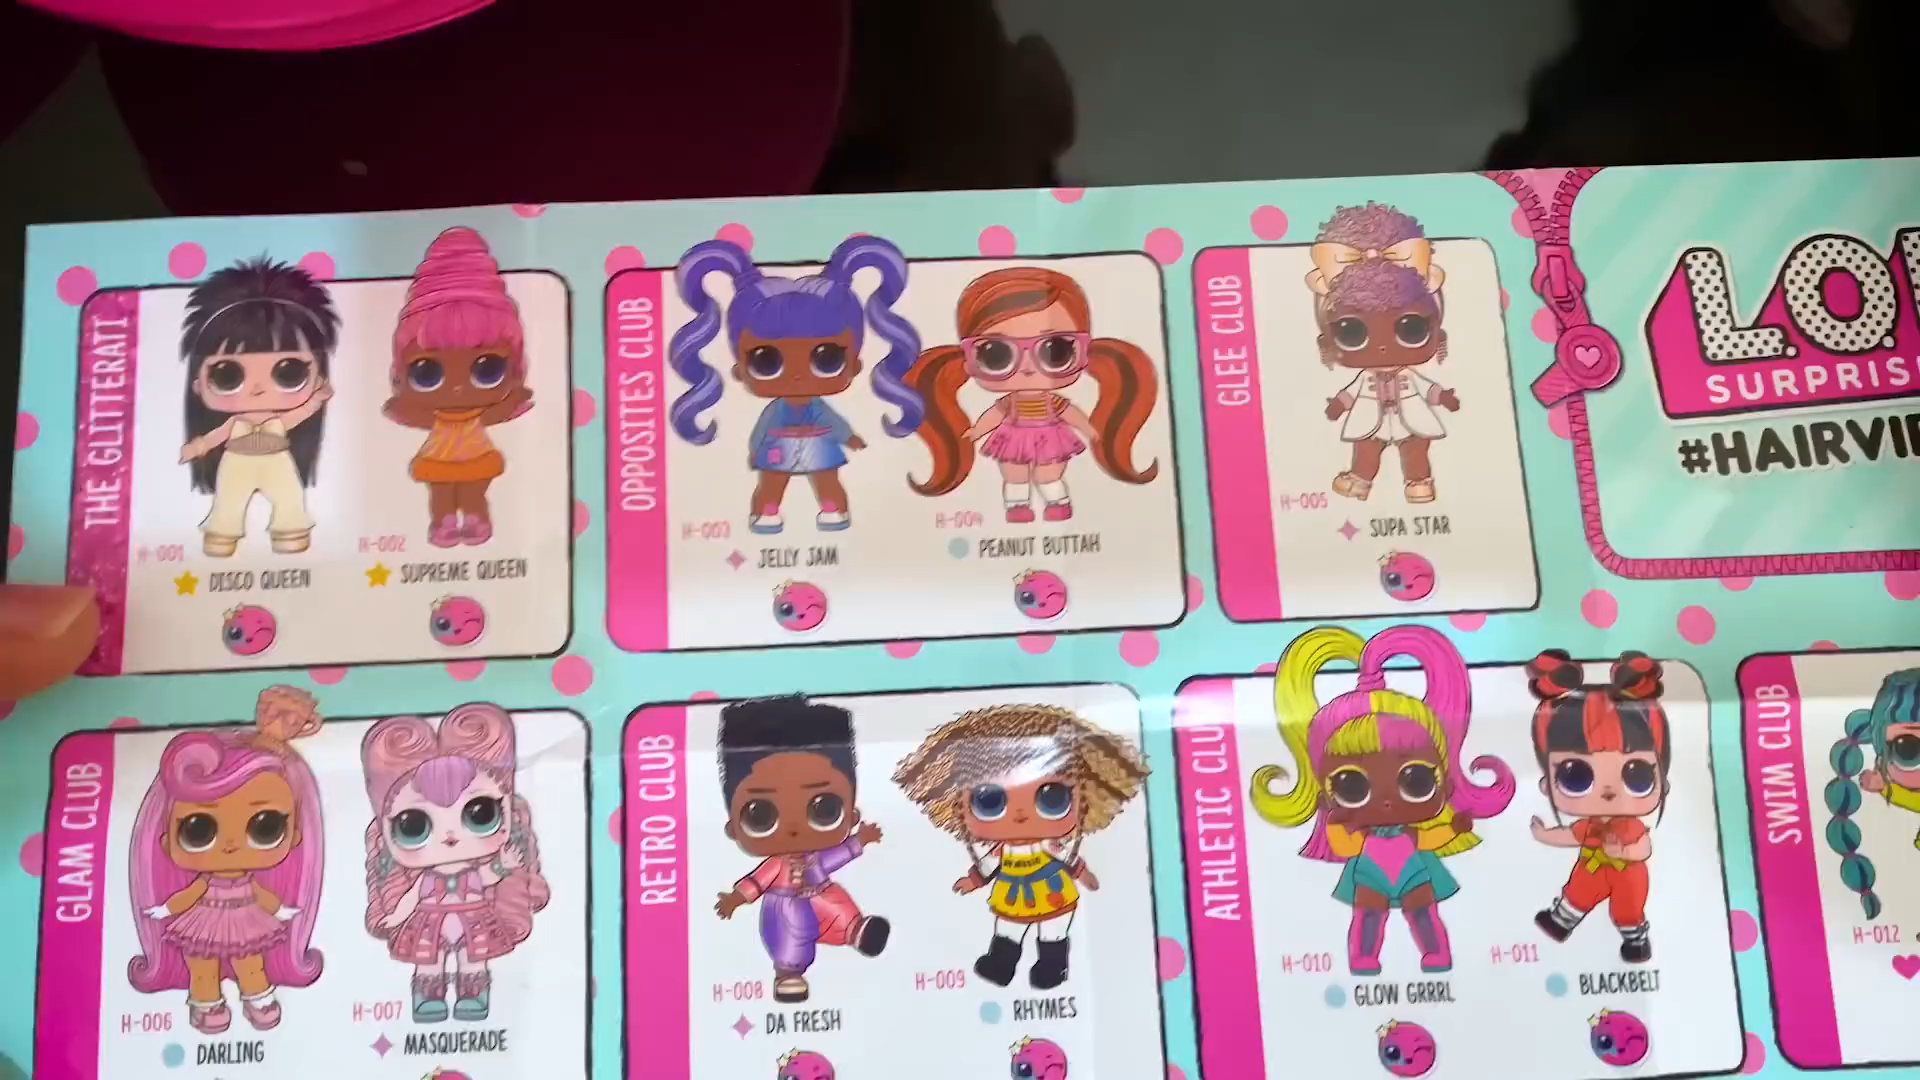 THE GLITTERATI
H-001
DISCO QUEEN
H-002
SUPREME QUEEN
OPPOSITES CLUB
H-003
JELLY JAM
H-004
PEANUT BUTTAH
GLEE CLUB
H-005
SUPA STAR
L.O.
SURPRIS
#HAIRVI
GLAM CLUB
H-006
DARLING
H-007
MASQUERADE
RETRO CLUB
H-008
DA FRESH
H-009
RHYMES
ATHLETIC CLU
H-010
GLOW GRRRL
H-011
BLACKBELT
SWIM CLUB
H-012